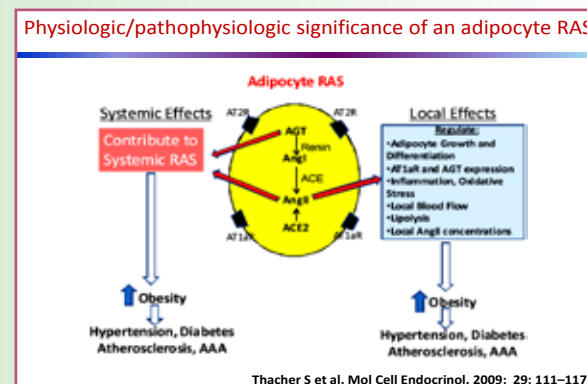 Physiologic/pathophysiologic significance of an adipocyte RAS
Adipocyte RAS
Systemic Effects
Contribute to
Systemic RAS
Obesity
Hypertension, Diabetes
Atherosclerosis, AAA
AT2R
AT2R
AGT
Renin
AngI
ACE
AngII
ACE2
AT1aR
AT1aR
Local Effects
Regulate:
•Adipocyte Growth and
Differentiation
•AT1aR and AGT expression
•Inflammation, Oxidative
Stress
•Local Blood Flow
•Lipolysis
•Local AngII concentrations
Obesity
Hypertension, Diabetes
Atherosclerosis, AAA
Thacher S et al. Mol Cell Endocrinol. 2009; 29: 111–117